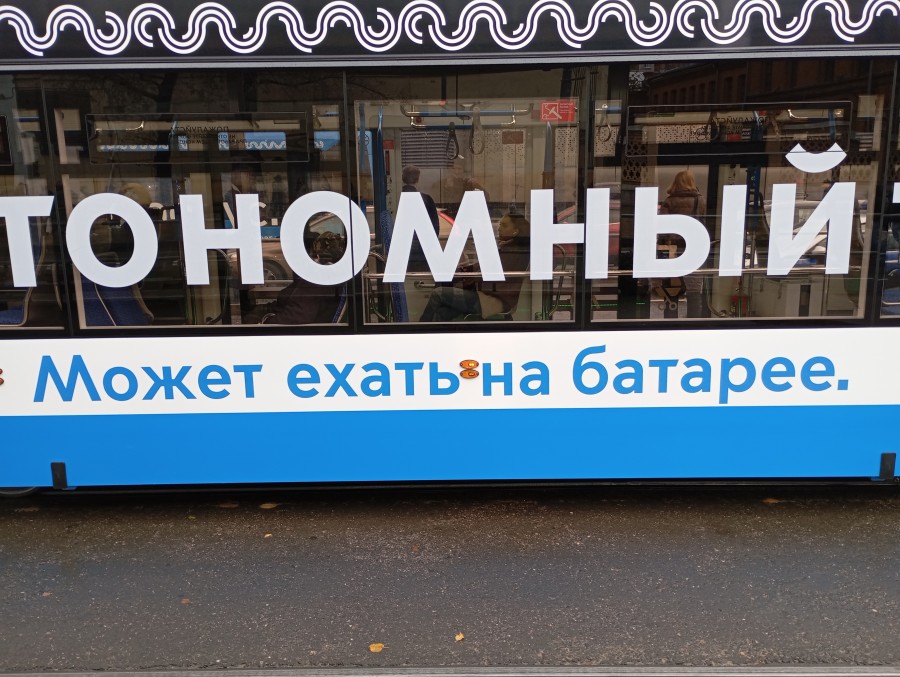 тономный т
Может ехать на батарее.